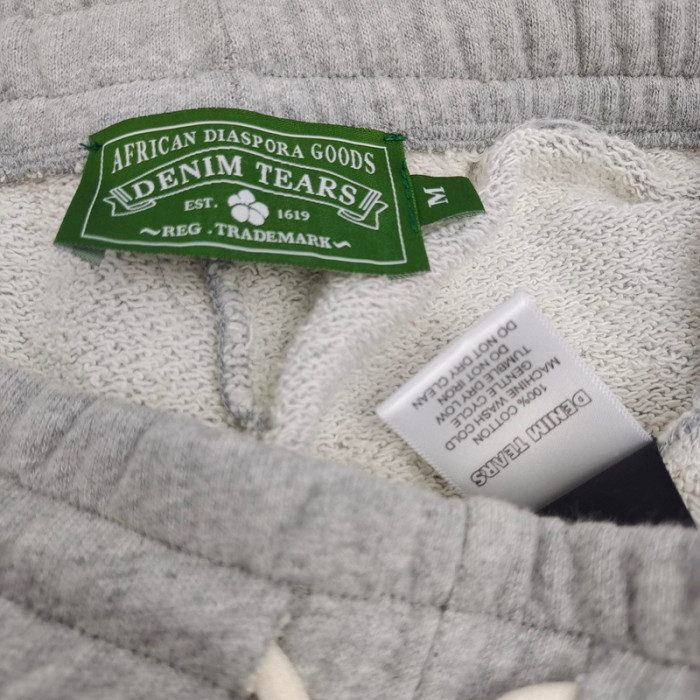 AFRICAN DIASPORA GOODS
DENIM TEARS
EST. 1619
~REG.TRADEMARK~
M
DENIM TEARS
100% COTTON
MACHINE WASH COLD
GENTLE CYCLE
TUMBLE DRY LOW
DO NOT IRON
DO NOT DRY CLEAN